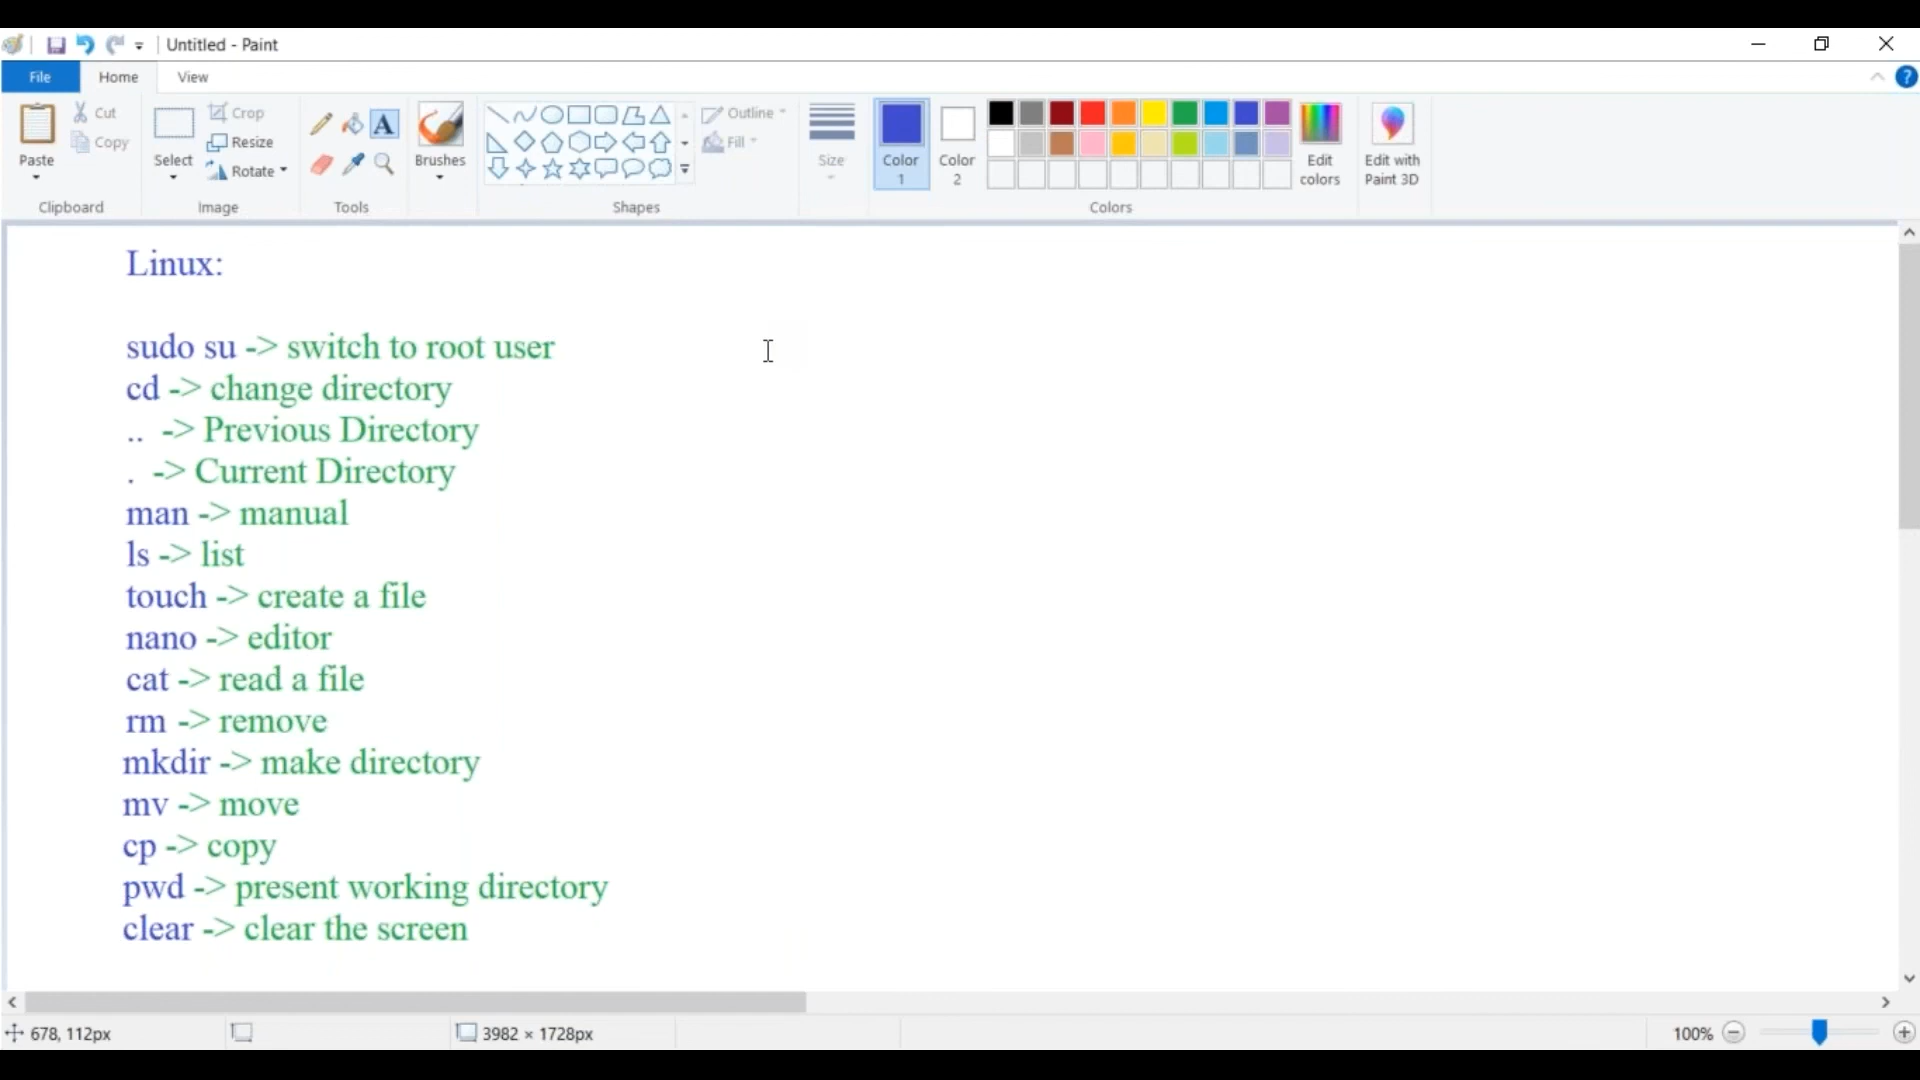 Untitled - Paint
File Home View
Paste Cut Copy Clipboard
Select Crop Resize Rotate Image
A Tools
Brushes
Outline Fill Shapes
Size
Color 1
Color 2
Edit colors
Colors
Edit with Paint 3D
?
Linux:
sudo su -> switch to root user
cd -> change directory
.. -> Previous Directory
. -> Current Directory
man -> manual
ls -> list
touch -> create a file
nano -> editor
cat -> read a file
rm -> remove
mkdir -> make directory
mv -> move
cp -> copy
pwd -> present working directory
clear -> clear the screen
678, 112px 3982 × 1728px 100%